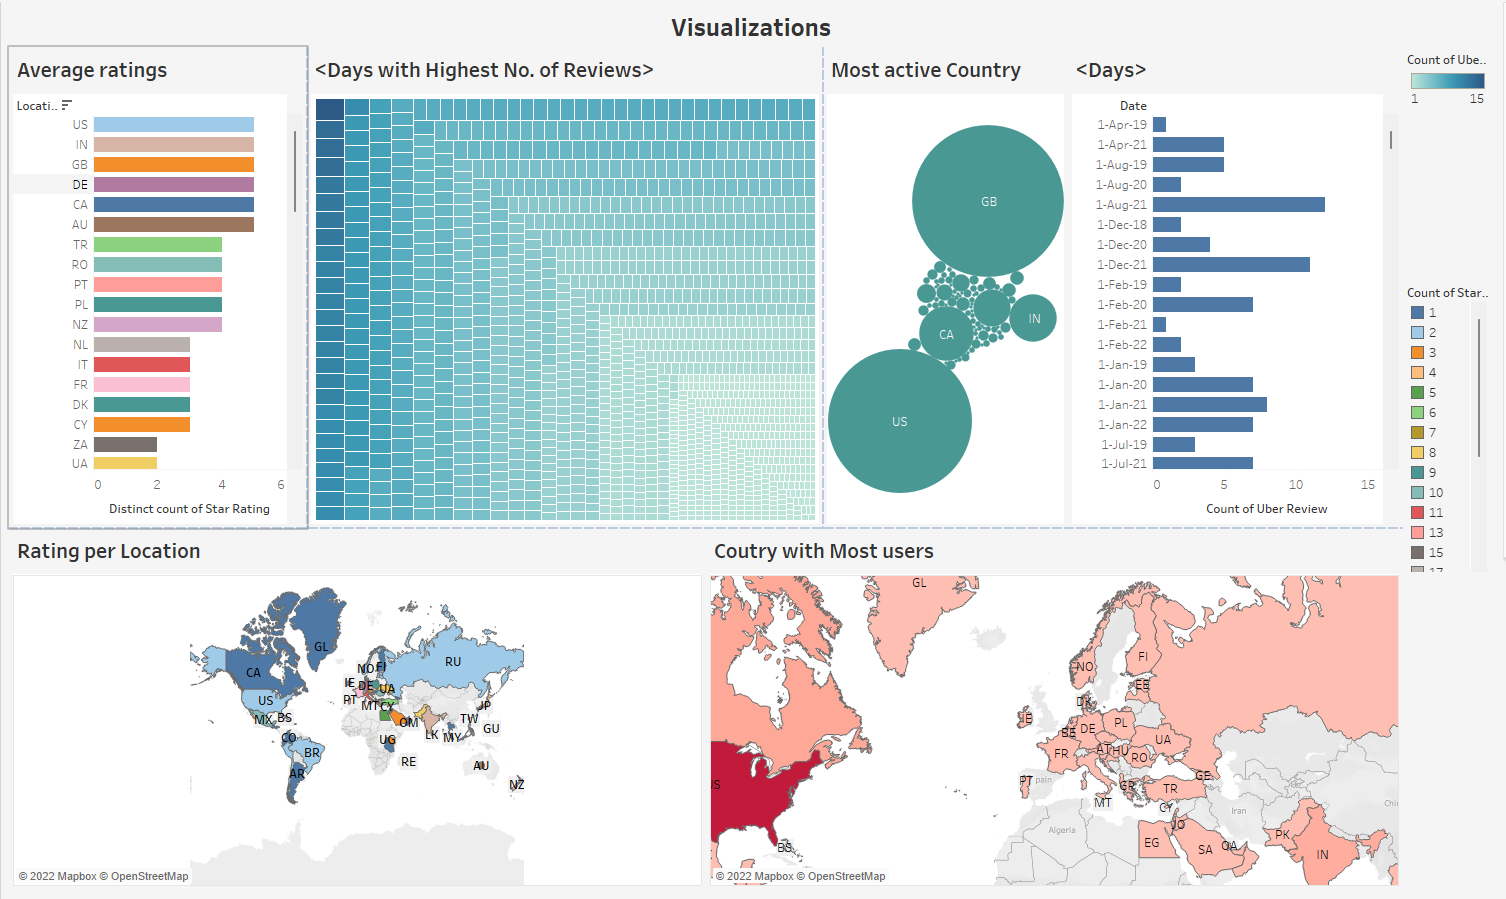 Visualizations
Average ratings
<Days with Highest No. of Reviews>
Most active Country
<Days>
Count of Ube..
1
15
Locati..
US
IN
GB
DE
CA
AU
TR
RO
PT
PL
NZ
NL
IT
FR
DK
CY
ZA
UA
0
2
4
6
Distinct count of Star Rating
GB
IN
CA
US
Date
1-Apr-19
1-Apr-21
1-Aug-19
1-Aug-20
1-Aug-21
1-Dec-18
1-Dec-20
1-Dec-21
1-Feb-19
1-Feb-20
1-Feb-21
1-Feb-22
1-Jan-19
1-Jan-20
1-Jan-21
1-Jan-22
1-Jul-19
1-Jul-21
0
5
10
15
Count of Uber Review
Count of Star..
1
2
3
4
5
6
7
8
9
10
11
13
15
17
Rating per Location
GL
CA
NO
FI
RU
IE
DE
UA
US
PT
MT
CY
JP
MX
BS
OM
TW
GU
LK
MY
CO
UG
BR
RE
AU
AR
NZ
© 2022 Mapbox © OpenStreetMap
Coutry with Most users
GL
NO
FI
EE
DK
IE
BE
DE
PL
UA
FR
AT
HU
RO
GE
PT
pain
GR
TR
MT
CY
Iran
JO
Algeria
EG
SA
QA
PK
IN
Chi
US
BS
© 2022 Mapbox © OpenStreetMap